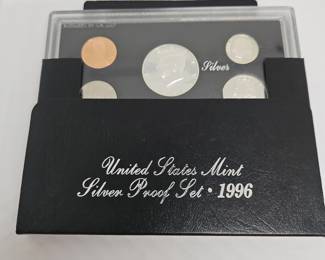 Silver
United States Mint
Silver Proof Set • 1996